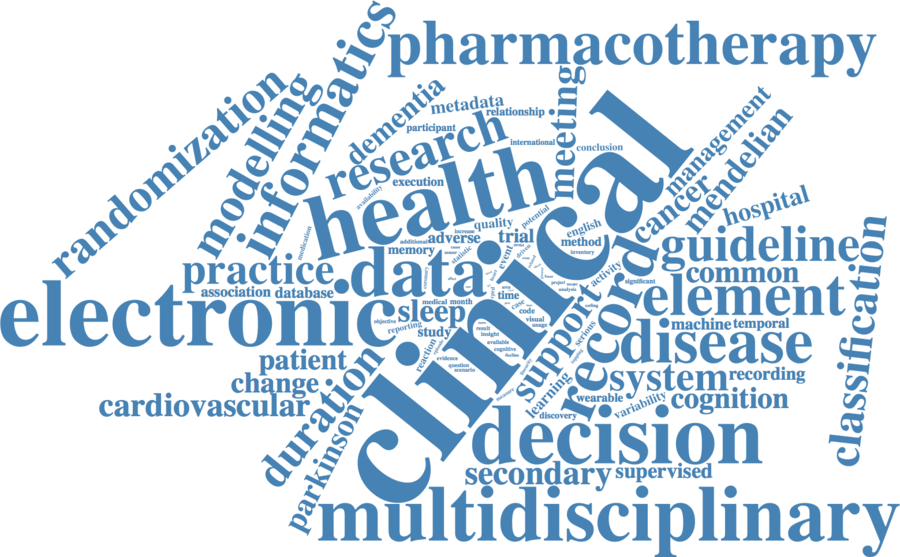 pharmacotherapy
informatics
randomization
modelling
dementia
metadata
relationship
meeting
participant
research
international
conclusion
management
mendelian
cancer
execution
availability
health
clinical
hospital
potential
quality
english
medication
additional
increase
adverse
trial
method
inventory
guideline
memory
statistic
event
driven
practice
data
record
activity
significant
common
association
database
time
project
analysis
element
electronic
medical
month
case
code
sleep
support
classification
objective
reporting
study
visual
usage
serious
machine
temporal
result
insight
available
cognitive
decline
disease
patient
reaction
evidence
question
scenario
change
duration
system
recording
learning
wearable
variability
cognition
cardiovascular
parkinson
discovery
decision
secondary
supervised
multidisciplinary